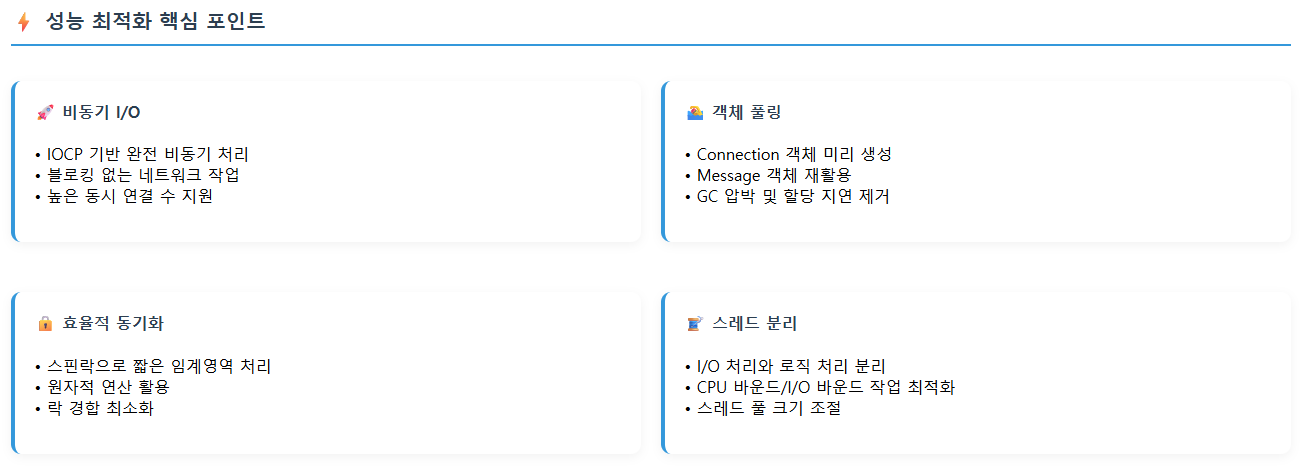 ⚡ 성능 최적화 핵심 포인트
🚀 비동기 I/O
• IOCP 기반 완전 비동기 처리
• 블로킹 없는 네트워크 작업
• 높은 동시 연결 수 지원
🏊 객체 풀링
• Connection 객체 미리 생성
• Message 객체 재활용
• GC 압박 및 할당 지연 제거
🔒 효율적 동기화
• 스핀락으로 짧은 임계영역 처리
• 원자적 연산 활용
• 락 경합 최소화
🧵 스레드 분리
• I/O 처리와 로직 처리 분리
• CPU 바운드/I/O 바운드 작업 최적화
• 스레드 풀 크기 조절